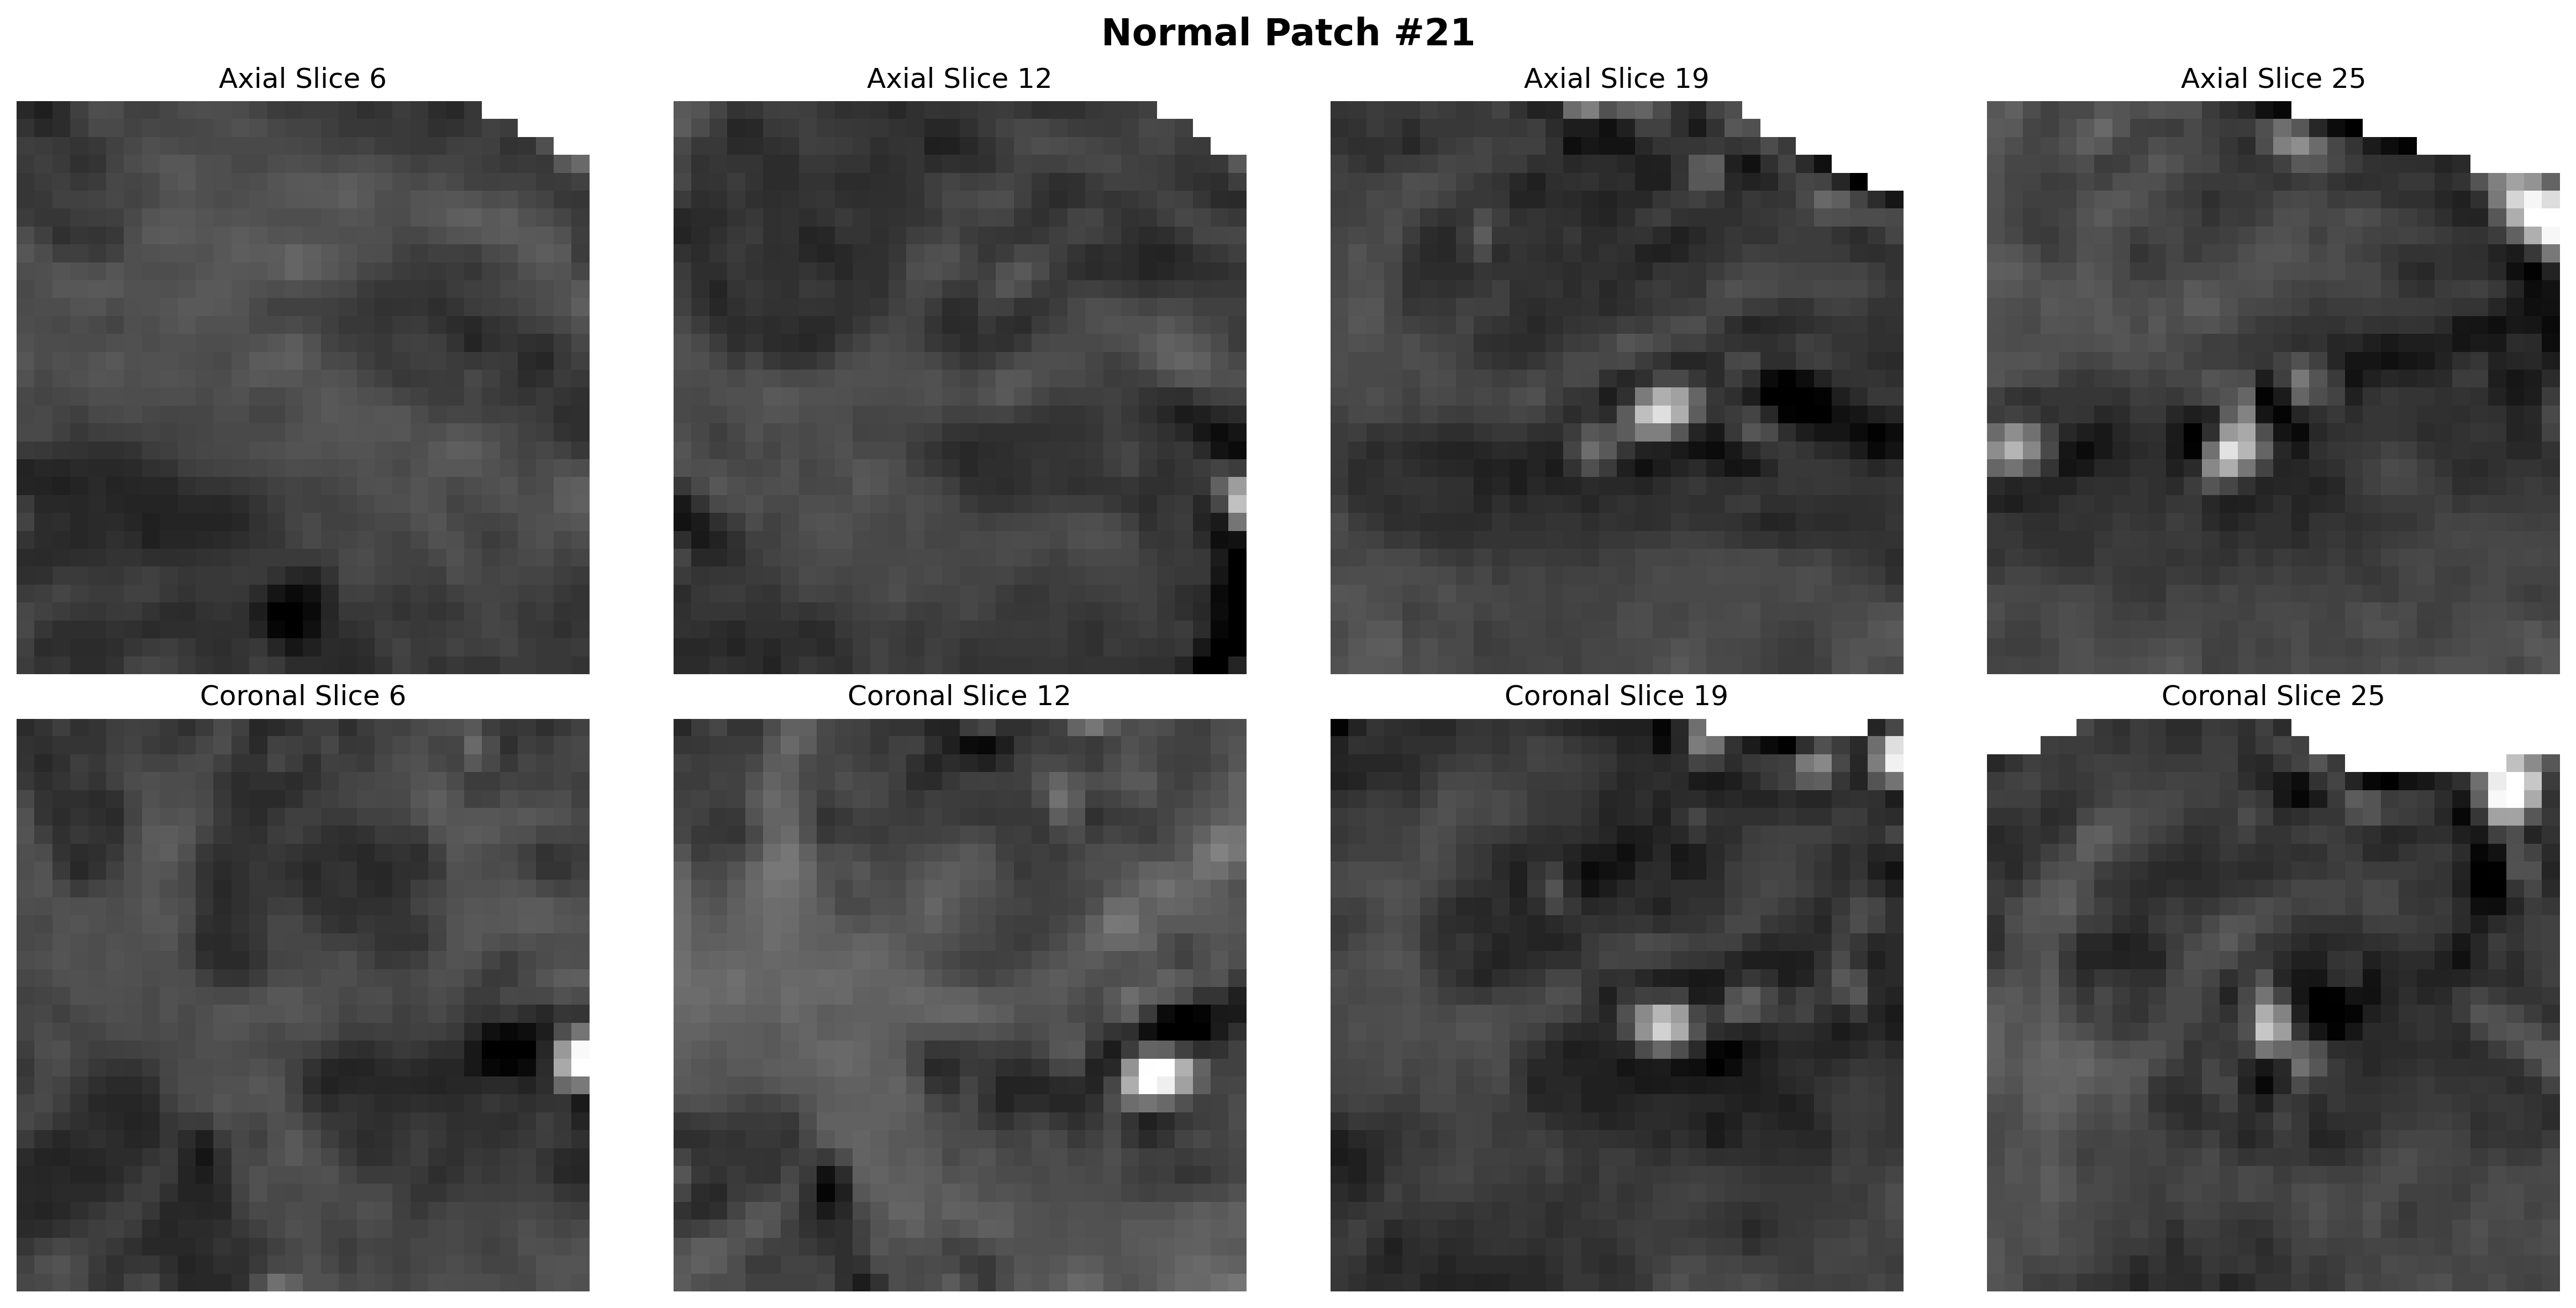 Normal Patch #21
Axial Slice 6
Axial Slice 12
Axial Slice 19
Axial Slice 25
Coronal Slice 6
Coronal Slice 12
Coronal Slice 19
Coronal Slice 25